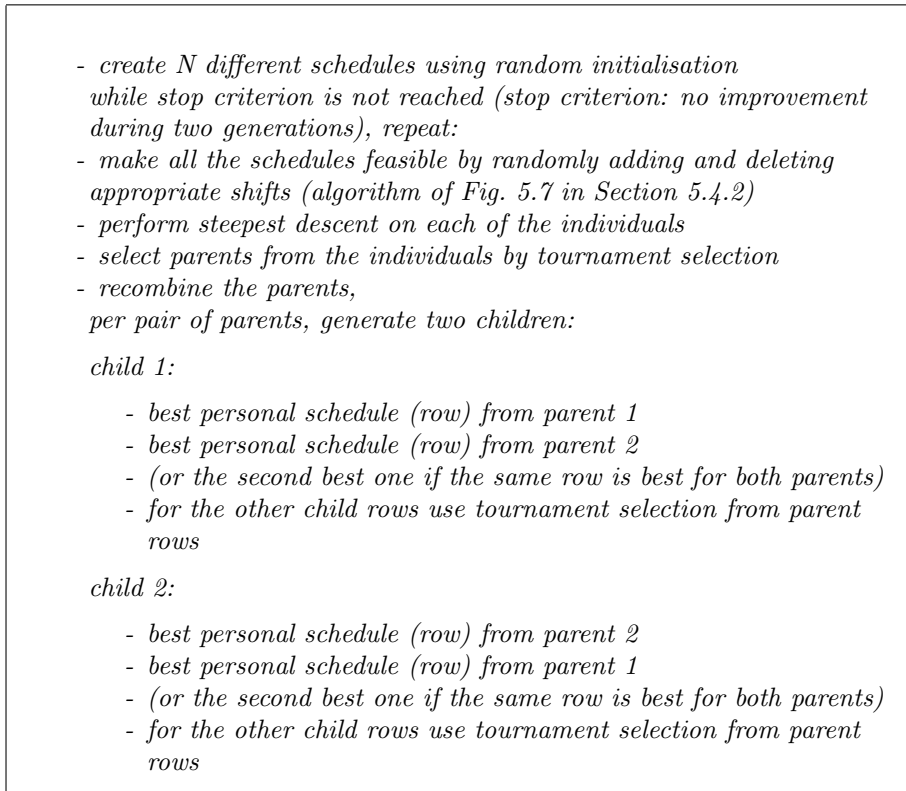 - create N different schedules using random initialisation
while stop criterion is not reached (stop criterion: no improvement
during two generations), repeat:
- make all the schedules feasible by randomly adding and deleting
appropriate shifts (algorithm of Fig. 5.7 in Section 5.4.2)
- perform steepest descent on each of the individuals
- select parents from the individuals by tournament selection
- recombine the parents,
per pair of parents, generate two children:
child 1:
- best personal schedule (row) from parent 1
- best personal schedule (row) from parent 2
- (or the second best one if the same row is best for both parents)
- for the other child rows use tournament selection from parent
rows
child 2:
- best personal schedule (row) from parent 2
- best personal schedule (row) from parent 1
- (or the second best one if the same row is best for both parents)
- for the other child rows use tournament selection from parent
rows